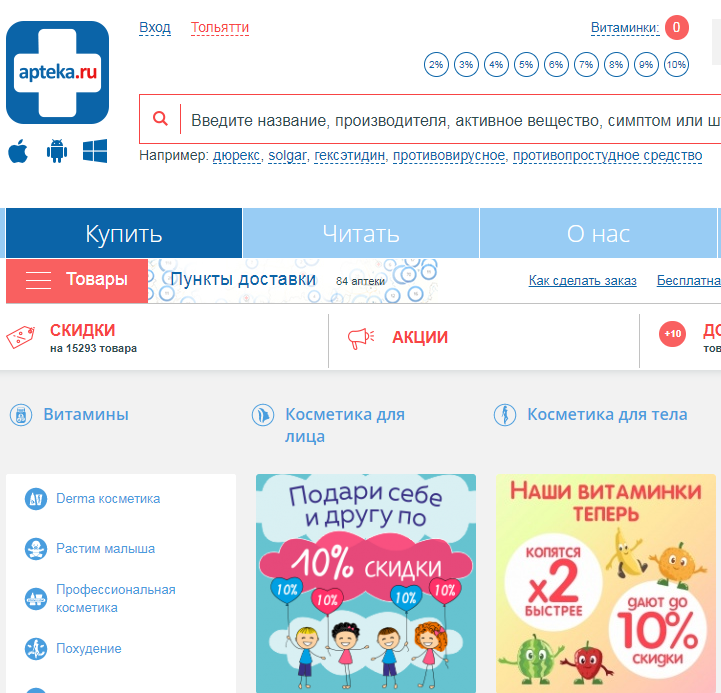 Вход Тольятти Витаминки: 0
apteka.ru
2% 3% 4% 5% 6% 7% 8% 9% 10%
Введите название, производителя, активное вещество, симптом или
Например: дюрекс, solgar, гексэтидин, противовирусное, противопростудное средство
Купить Читать О нас
Товары Пункты доставки 84 аптеки Как сделать заказ
СКИДКИ
на 15293 товара
АКЦИИ
+10
Витамины
Косметика для
лица
Косметика для тела
Derma косметика
Растим малыша
Профессиональная
косметика
Похудение
Подари себе
и другу по
10% скидки
10% 10% 10% 10%
Наши витаминки
теперь
копятся
x2
быстрее
дают до
10%
скидки